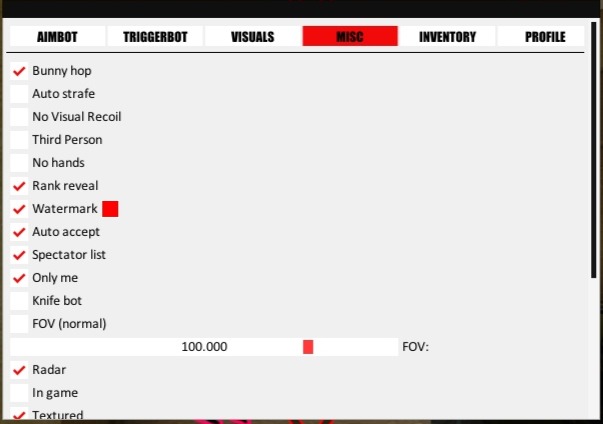 AIMBOT TRIGGERBOT VISUALS MISC INVENTORY PROFILE
Bunny hop
Auto strafe
No Visual Recoil
Third Person
No hands
Rank reveal
Watermark
Auto accept
Spectator list
Only me
Knife bot
FOV (normal)
100.000 FOV:
Radar
In game
Textured